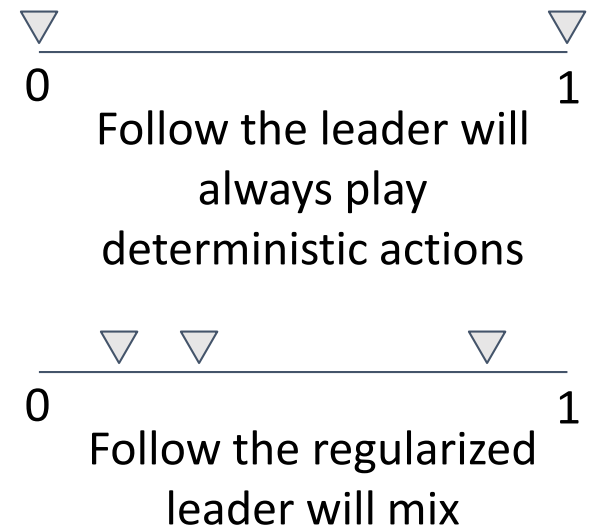 0 1
Follow the leader will
always play
deterministic actions
0 1
Follow the regularized
leader will mix